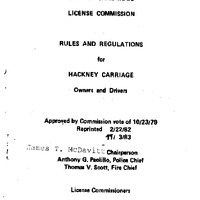 LICENSE COMMISSION
RULES AND REGULATIONS
for
HACKNEY CARRIAGE
Owners and Drivers
Approved by Commission vote of 10/23/79
Reprinted 2/22/82
3/83
James T. McDavitt Chairperson
Anthony G. Paolillo, Police Chief
Thomas V. Scott, Fire Chief
License Commissioners